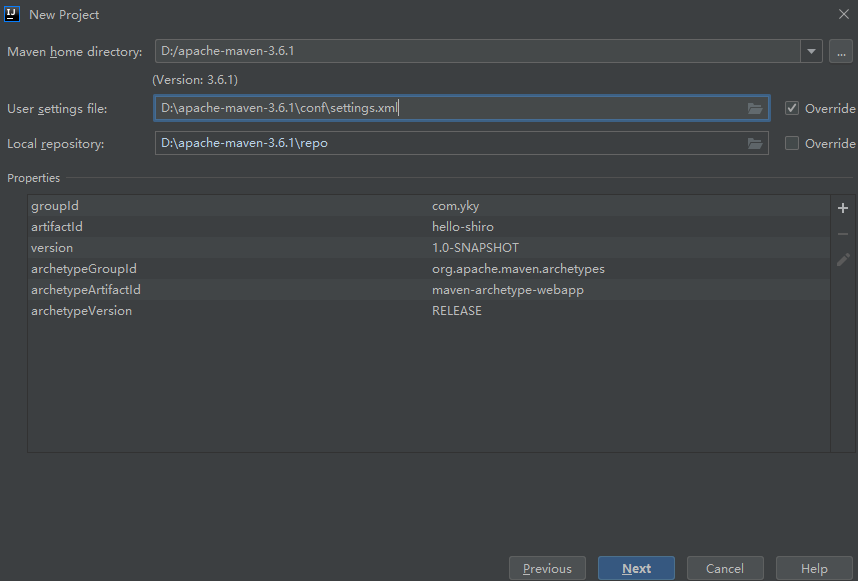 IJ New Project
Maven home directory: D:/apache-maven-3.6.1 ...
(Version: 3.6.1)
User settings file: D:\apache-maven-3.6.1\conf\settings.xml Override
Local repository: D:\apache-maven-3.6.1\repo Override
Properties
groupId com.yky
artifactId hello-shiro
version 1.0-SNAPSHOT
archetypeGroupId org.apache.maven.archetypes
archetypeArtifactId maven-archetype-webapp
archetypeVersion RELEASE
Previous Next Cancel Help